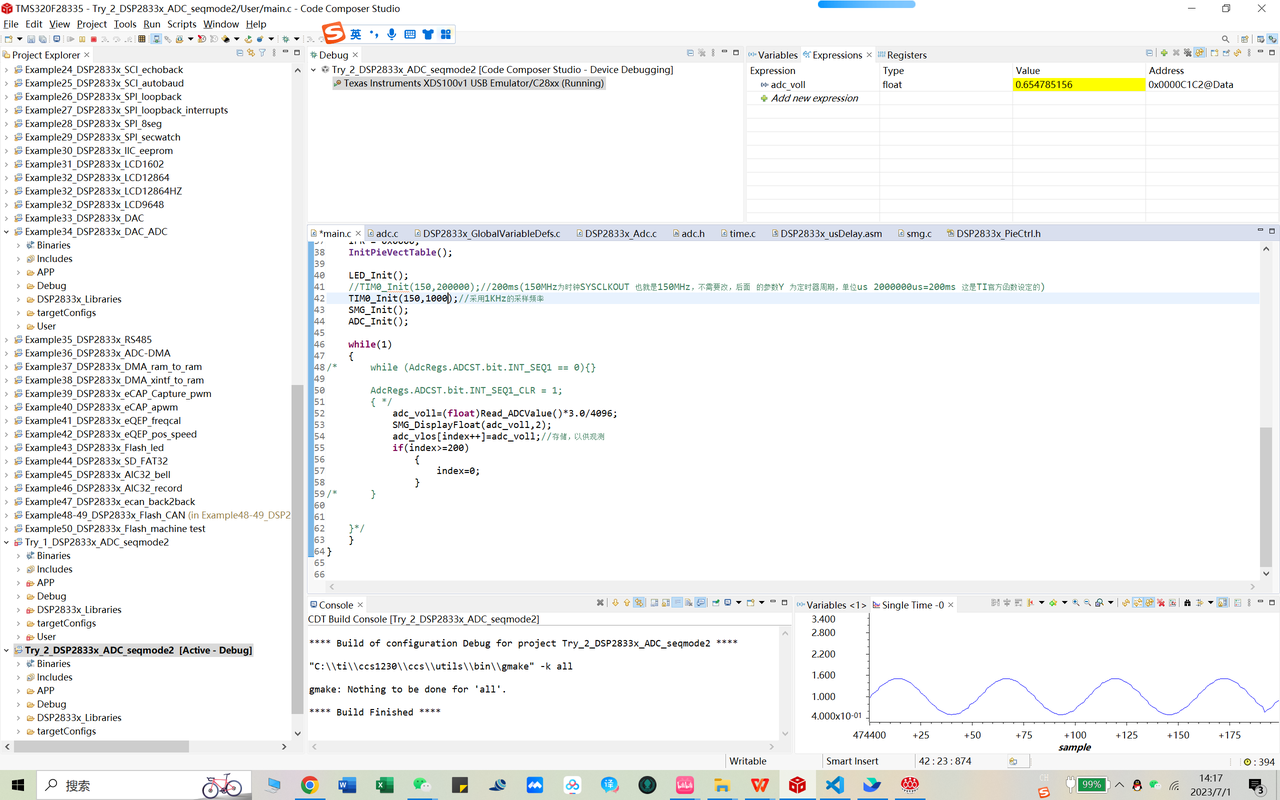 TMS320F28335 - Try_2_DSP2833x_ADC_seqmode2/User/main.c - Code Composer Studio
File Edit View Project Tools Run Scripts Window Help
英
Project Explorer
Example24_DSP2833x_SCI_echoback
Example25_DSP2833x_SCI_autobaud
Example26_DSP2833x_SPI_loopback
Example27_DSP2833x_SPI_loopback_interrupts
Example28_DSP2833x_SPI_8seg
Example29_DSP2833x_SPI_secwatch
Example30_DSP2833x_IIC_eeprom
Example31_DSP2833x_LCD1602
Example32_DSP2833x_LCD12864
Example32_DSP2833x_LCD12864HZ
Example32_DSP2833x_LCD9648
Example33_DSP2833x_DAC
Example34_DSP2833x_DAC_ADC
Binaries
Includes
APP
Debug
DSP2833x_Libraries
targetConfigs
User
Example35_DSP2833x_RS485
Example36_DSP2833x_ADC-DMA
Example37_DSP2833x_DMA_ram_to_ram
Example38_DSP2833x_DMA_xintf_to_ram
Example39_DSP2833x_eCAP_Capture_pwm
Example40_DSP2833x_eCAP_apwm
Example41_DSP2833x_eQEP_freqcal
Example42_DSP2833x_eQEP_pos_speed
Example43_DSP2833x_Flash_led
Example44_DSP2833x_SD_FAT32
Example45_DSP2833x_AIC32_bell
Example46_DSP2833x_AIC32_record
Example47_DSP2833x_ecan_back2back
Example48-49_DSP2833x_Flash_CAN (in Example48-49_DSP2
Example50_DSP2833x_Flash_machine test
Try_1_DSP2833x_ADC_seqmode2
Binaries
Includes
APP
Debug
DSP2833x_Libraries
targetConfigs
User
Try_2_DSP2833x_ADC_seqmode2 [Active - Debug]
Binaries
Includes
APP
Debug
DSP2833x_Libraries
targetConfigs
Debug
Try_2_DSP2833x_ADC_seqmode2 [Code Composer Studio - Device Debugging]
Texas Instruments XDS100v1 USB Emulator/C28xx (Running)
Variables Expressions Registers
Expression Type Value Address
adc_voll float 0.654785156 0x0000C1C2@Data
Add new expression
*main.c adc.c DSP2833x_GlobalVariableDefs.c DSP2833x_Adc.c adc.h time.c DSP2833x_usDelay.asm smg.c DSP2833x_PieCtrl.h
37 IFR = 0x0000;
38 InitPieVectTable();
39
40 LED_Init();
41 //TIM0_Init(150,200000);//200ms(150MHz为时钟SYSCLKOUT 也就是150MHz，不需要改，后面 的参数Y 为定时器周期，单位us 2000000us=200ms 这是TI官方函数设定的)
42 TIM0_Init(150,1000);//采用1KHz的采样频率
43 SMG_Init();
44 ADC_Init();
45
46 while(1)
47 {
48 /* while (AdcRegs.ADCST.bit.INT_SEQ1 == 0){}
49
50 AdcRegs.ADCST.bit.INT_SEQ1_CLR = 1;
51 { */
52 adc_voll=(float)Read_ADCValue()*3.0/4096;
53 SMG_DisplayFloat(adc_voll,2);
54 adc_vlos[index++]=adc_voll;//存储，以供观测
55 if(index>=200)
56 {
57 index=0;
58 }
59 /* }
60
61
62 }*/
63 }
64 }
65
66
Console
CDT Build Console [Try_2_DSP2833x_ADC_seqmode2]
**** Build of configuration Debug for project Try_2_DSP2833x_ADC_seqmode2 ****
"C:\\ti\\ccs1230\\ccs\\utils\\bin\\gmake" -k all
gmake: Nothing to be done for 'all'.
**** Build Finished ****
Variables <1> Single Time -0
3.400
2.800
2.200
1.600
1.000
4.000x10-01
474400 +25 +50 +75 +100 +125 +150 +175
sample
Writable Smart Insert 42 : 23 : 874 : 394
搜索
99%
14:17
2023/7/1
3